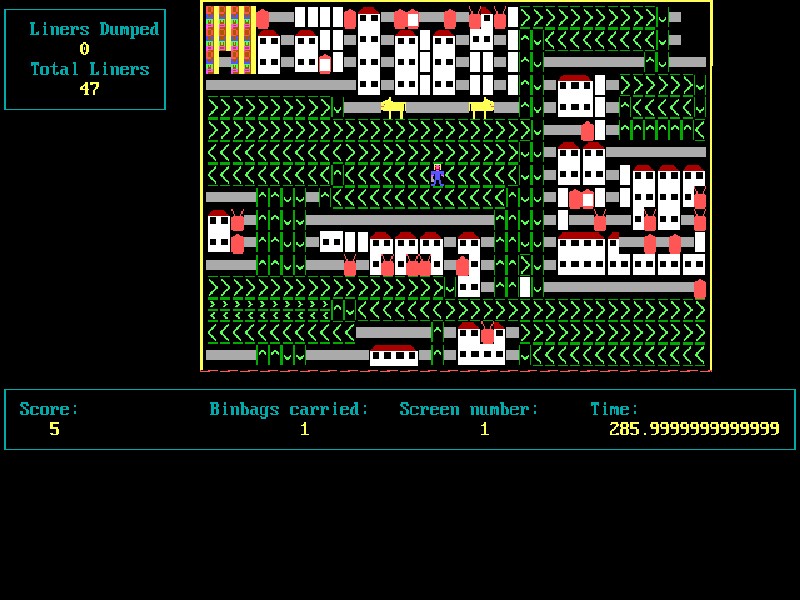 Liners Dumped
0
Total Liners
47
Score: Binbags carried: Screen number: Time:
5 1 1 285.9999999999999